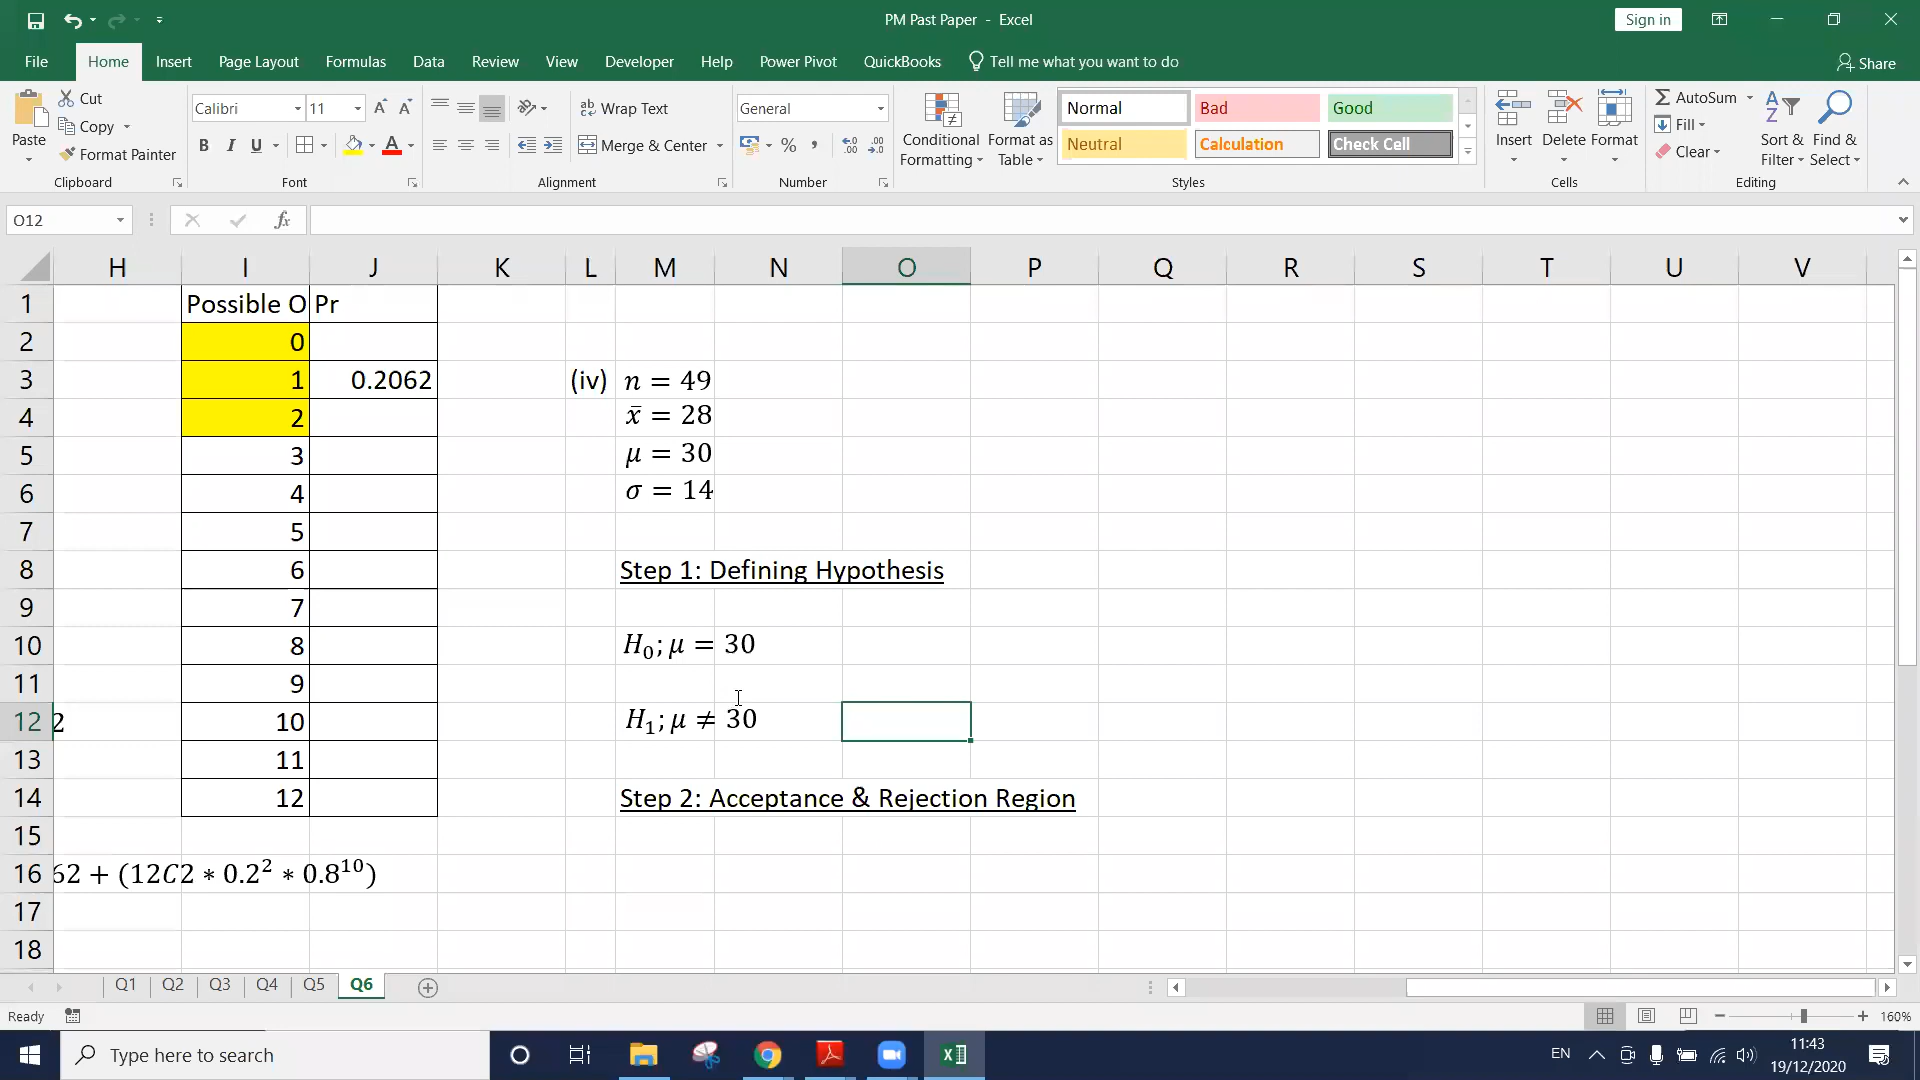 PM Past Paper - Excel
Sign in
File Home Insert Page Layout Formulas Data Review View Developer Help Power Pivot QuickBooks Tell me what you want to do
Share
Paste
Cut
Copy
Format Painter
Clipboard
Calibri 11
B I U
Font
Wrap Text
Merge & Center
Alignment
General
%
Number
Conditional Formatting
Format as Table
Normal Bad Good
Neutral Calculation Check Cell
Styles
Insert Delete Format
Cells
AutoSum
Fill
Clear
Sort & Filter
Find & Select
Editing
O12
fx
H I J K L M N O P Q R S T U V
1 Possible O Pr
2 0
3 1 0.2062 (iv) n = 49
4 2 x̄ = 28
5 3 μ = 30
6 4 σ = 14
7 5
8 6 Step 1: Defining Hypothesis
9 7
10 8 H₀; μ = 30
11 9
12 2 10 H₁; μ ≠ 30
13 11
14 12 Step 2: Acceptance & Rejection Region
15
16 62 + (12C2 ∗ 0.2² ∗ 0.8¹⁰)
17
18
Q1 Q2 Q3 Q4 Q5 Q6
Ready
160%
Type here to search
EN
11:43
19/12/2020